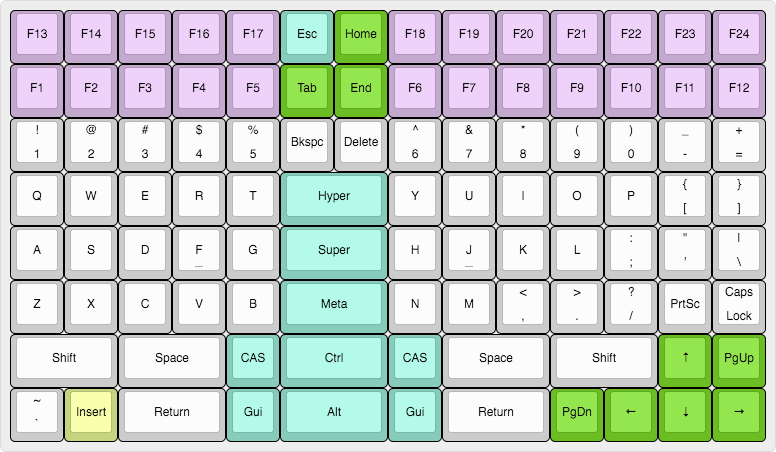 F13 F14 F15 F16 F17 Esc Home F18 F19 F20 F21 F22 F23 F24
F1 F2 F3 F4 F5 Tab End F6 F7 F8 F9 F10 F11 F12
! @ # $ % ^ & * ( ) _ +
Bkspc Delete
1 2 3 4 5 6 7 8 9 0 - =
{ }
Q W E R T Hyper Y U I O P
[ ]
: " |
A S D F G Super H J K L
_ _ ; ' \
< > ? Caps
Z X C V B Meta N M PrtSc
, . / Lock
Shift Space CAS Ctrl CAS Space Shift ↑ PgUp
~
Insert Return Gui Alt Gui Return PgDn ← ↓ →
`